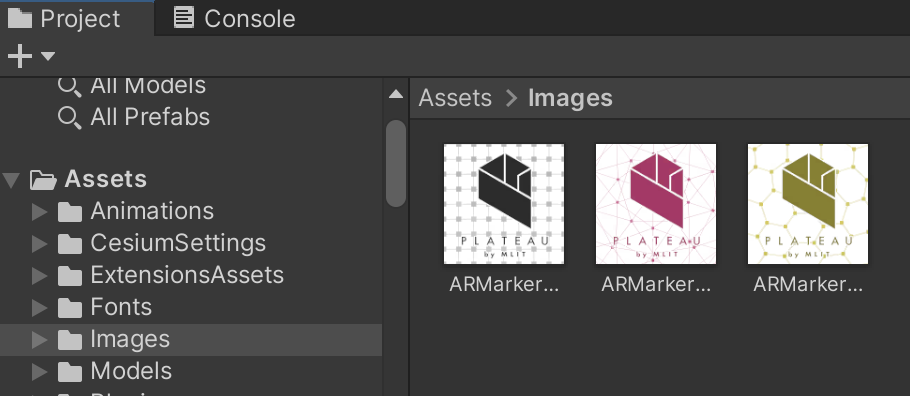 Project
Console
All Models
All Prefabs
Assets
Animations
CesiumSettings
ExtensionsAssets
Fonts
Images
Models
Assets > Images
PLATEAU
by MLIT
ARMarker...
PLATEAU
by MLIT
ARMarker...
PLATEAU
by MLIT
ARMarker...